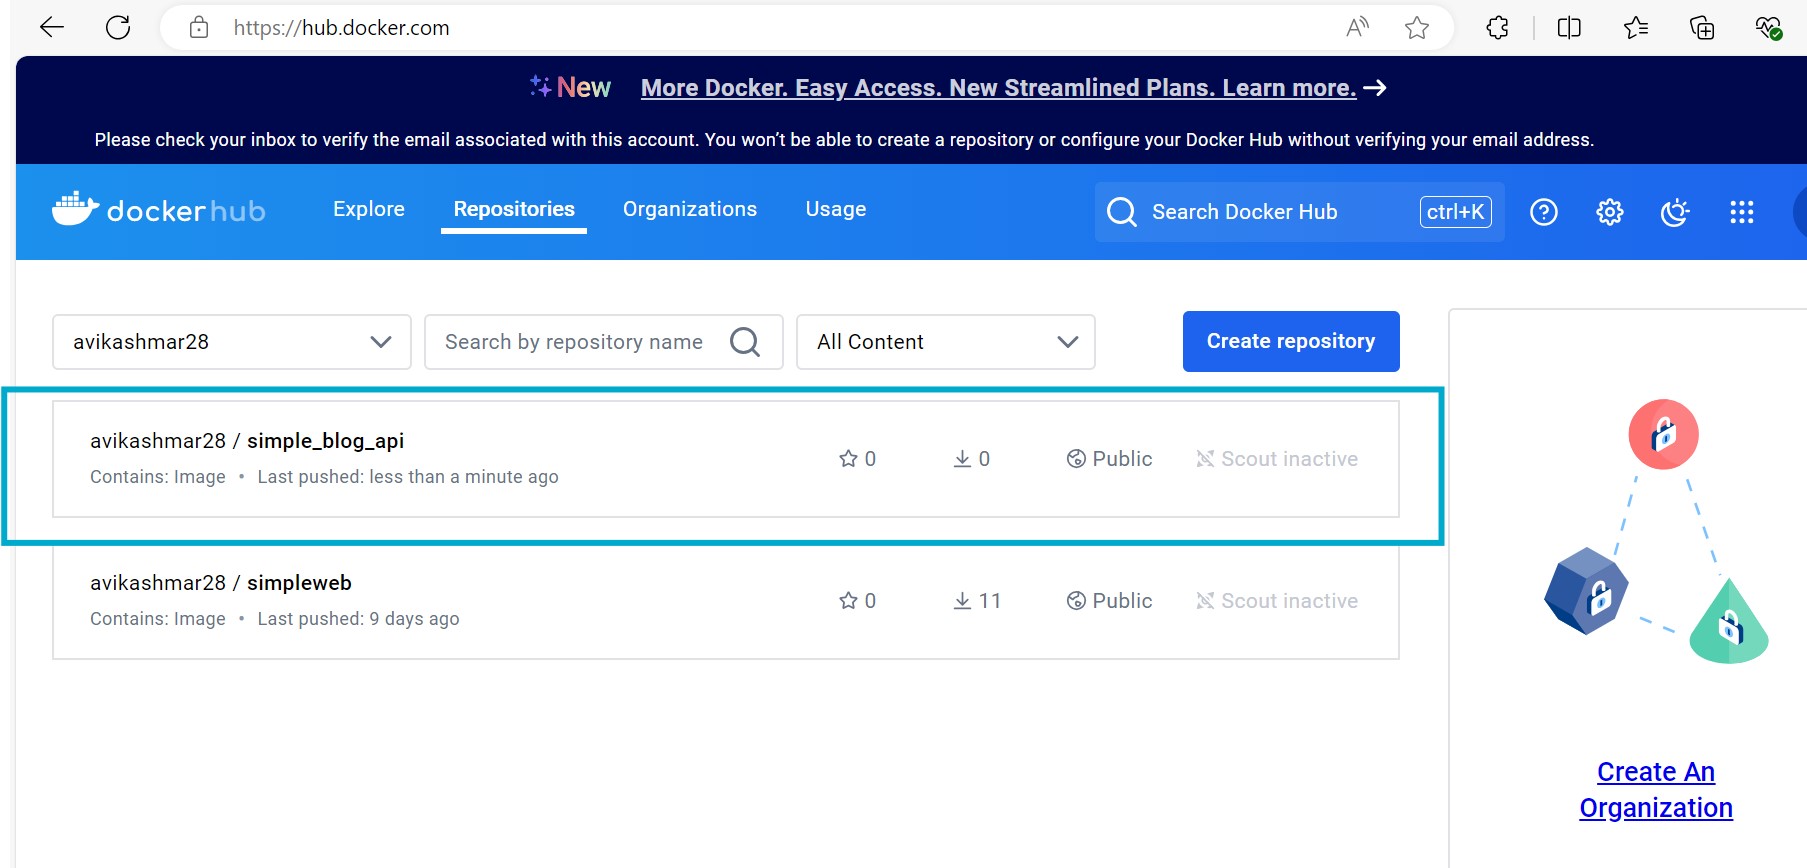 https://hub.docker.com
New More Docker. Easy Access. New Streamlined Plans. Learn more. →
Please check your inbox to verify the email associated with this account. You won’t be able to create a repository or configure your Docker Hub without verifying your email address.
dockerhub Explore Repositories Organizations Usage Search Docker Hub ctrl+K
avikashmar28 Search by repository name All Content Create repository
avikashmar28 / simple_blog_api
Contains: Image • Last pushed: less than a minute ago
0 0 Public Scout inactive
avikashmar28 / simpleweb
Contains: Image • Last pushed: 9 days ago
0 11 Public Scout inactive
Create An
Organization